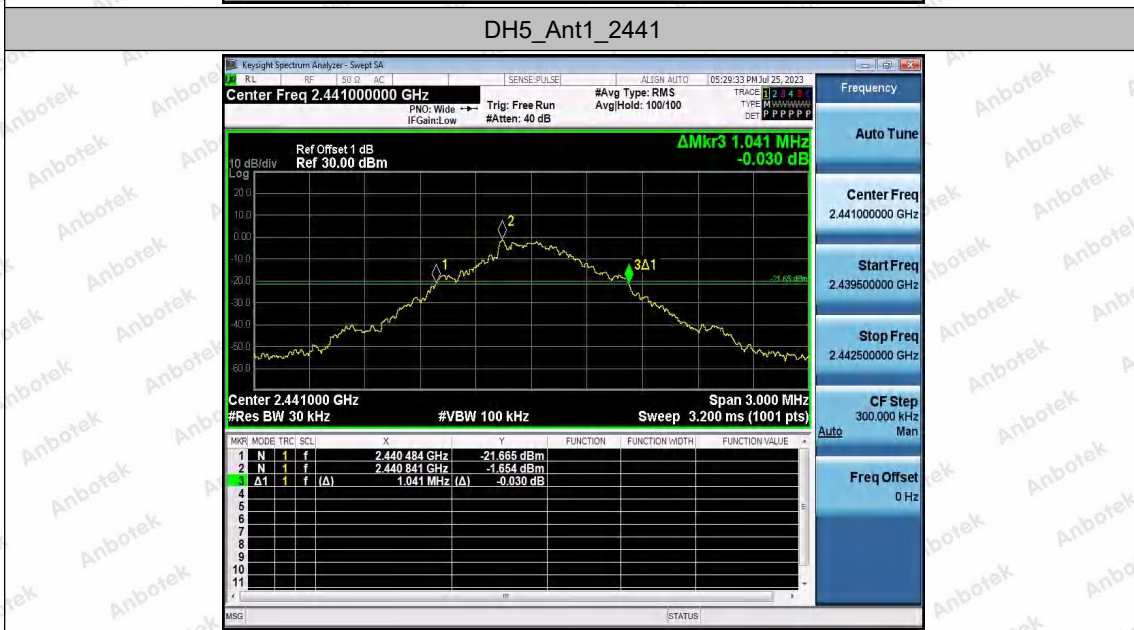 DH5_Ant1_2441
Keysight Spectrum Analyzer - Swept SA
RL RF 50 Ω AC SENSE:PULSE ALIGN AUTO 05:29:33 PM Jul 25, 2023
Center Freq 2.441000000 GHz
PNO: Wide
IFGain:Low
Trig: Free Run
#Atten: 40 dB
#Avg Type: RMS
Avg|Hold: 100/100
TRACE 1 2 3 4 5 6
TYPE M WWWWW
DET P P P P P P
Frequency
Auto Tune
Center Freq
2.441000000 GHz
Start Freq
2.439500000 GHz
Stop Freq
2.442500000 GHz
CF Step
300.000 kHz
Auto Man
Freq Offset
0 Hz
ΔMkr3 1.041 MHz
-0.030 dB
Ref Offset 1 dB
10 dB/div Ref 30.00 dBm
Log
20.0
10.0
0.00
-10.0
-20.0
-30.0
-40.0
-50.0
-60.0
1
2
3Δ1
-21.65 dBm
Center 2.441000 GHz Span 3.000 MHz
#Res BW 30 kHz #VBW 100 kHz Sweep 3.200 ms (1001 pts)
MKR MODE TRC SCL X Y FUNCTION FUNCTION WIDTH FUNCTION VALUE
1 N 1 f 2.440 484 GHz -21.665 dBm
2 N 1 f 2.440 841 GHz -1.654 dBm
3 Δ1 1 f (Δ) 1.041 MHz (Δ) -0.030 dB
4
5
6
7
8
9
10
11
MSG STATUS
Anbotek